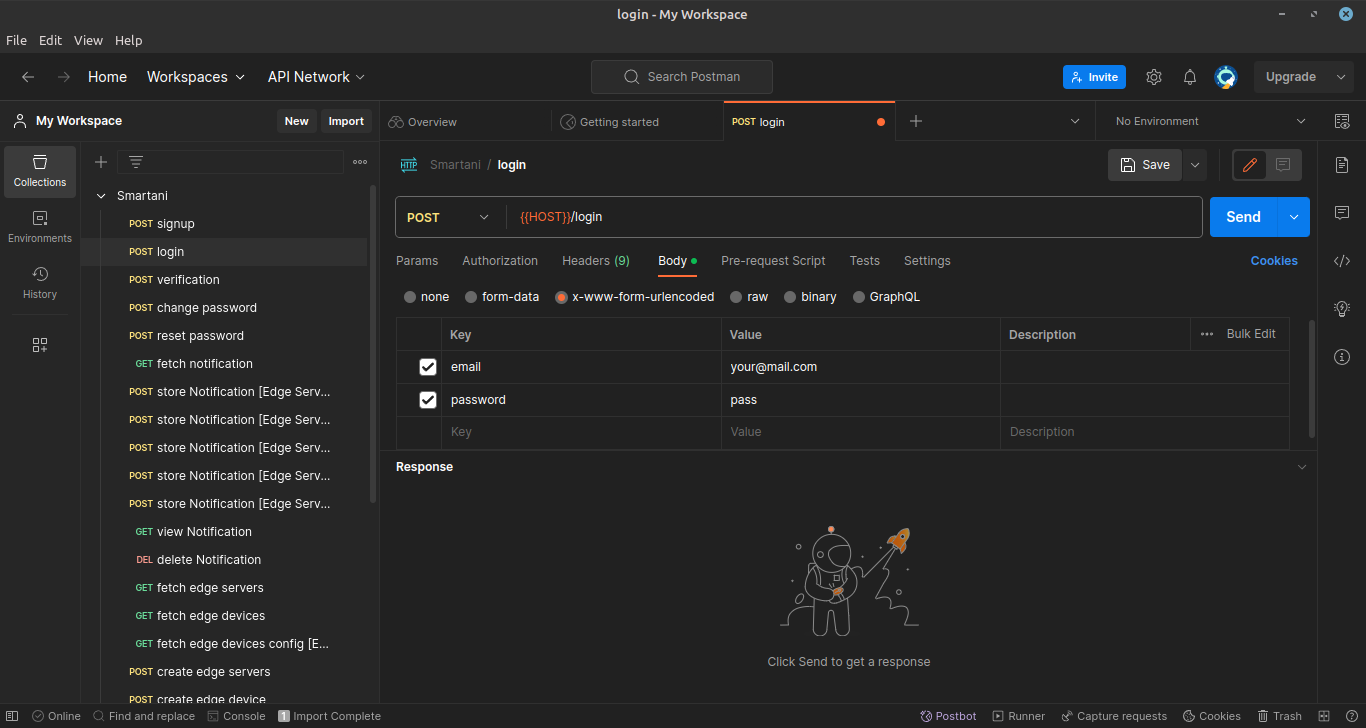 login - My Workspace
File Edit View Help
Home Workspaces API Network Search Postman Invite Upgrade
My Workspace New Import
Overview Getting started POST login No Environment
Collections
Environments
History
Smartani
POST signup
POST login
POST verification
POST change password
POST reset password
GET fetch notification
POST store Notification [Edge Serv...
POST store Notification [Edge Serv...
POST store Notification [Edge Serv...
POST store Notification [Edge Serv...
POST store Notification [Edge Serv...
GET view Notification
DEL delete Notification
GET fetch edge servers
GET fetch edge devices
GET fetch edge devices config [E...
POST create edge servers
POST create edge device
HTTP Smartani / login Save
POST {{HOST}}/login Send
Params Authorization Headers (9) Body Pre-request Script Tests Settings Cookies
none form-data x-www-form-urlencoded raw binary GraphQL
Key Value Description Bulk Edit
email your@mail.com
password pass
Key Value Description
Response
Click Send to get a response
Online Find and replace Console 1 Import Complete Postbot Runner Capture requests Cookies Trash